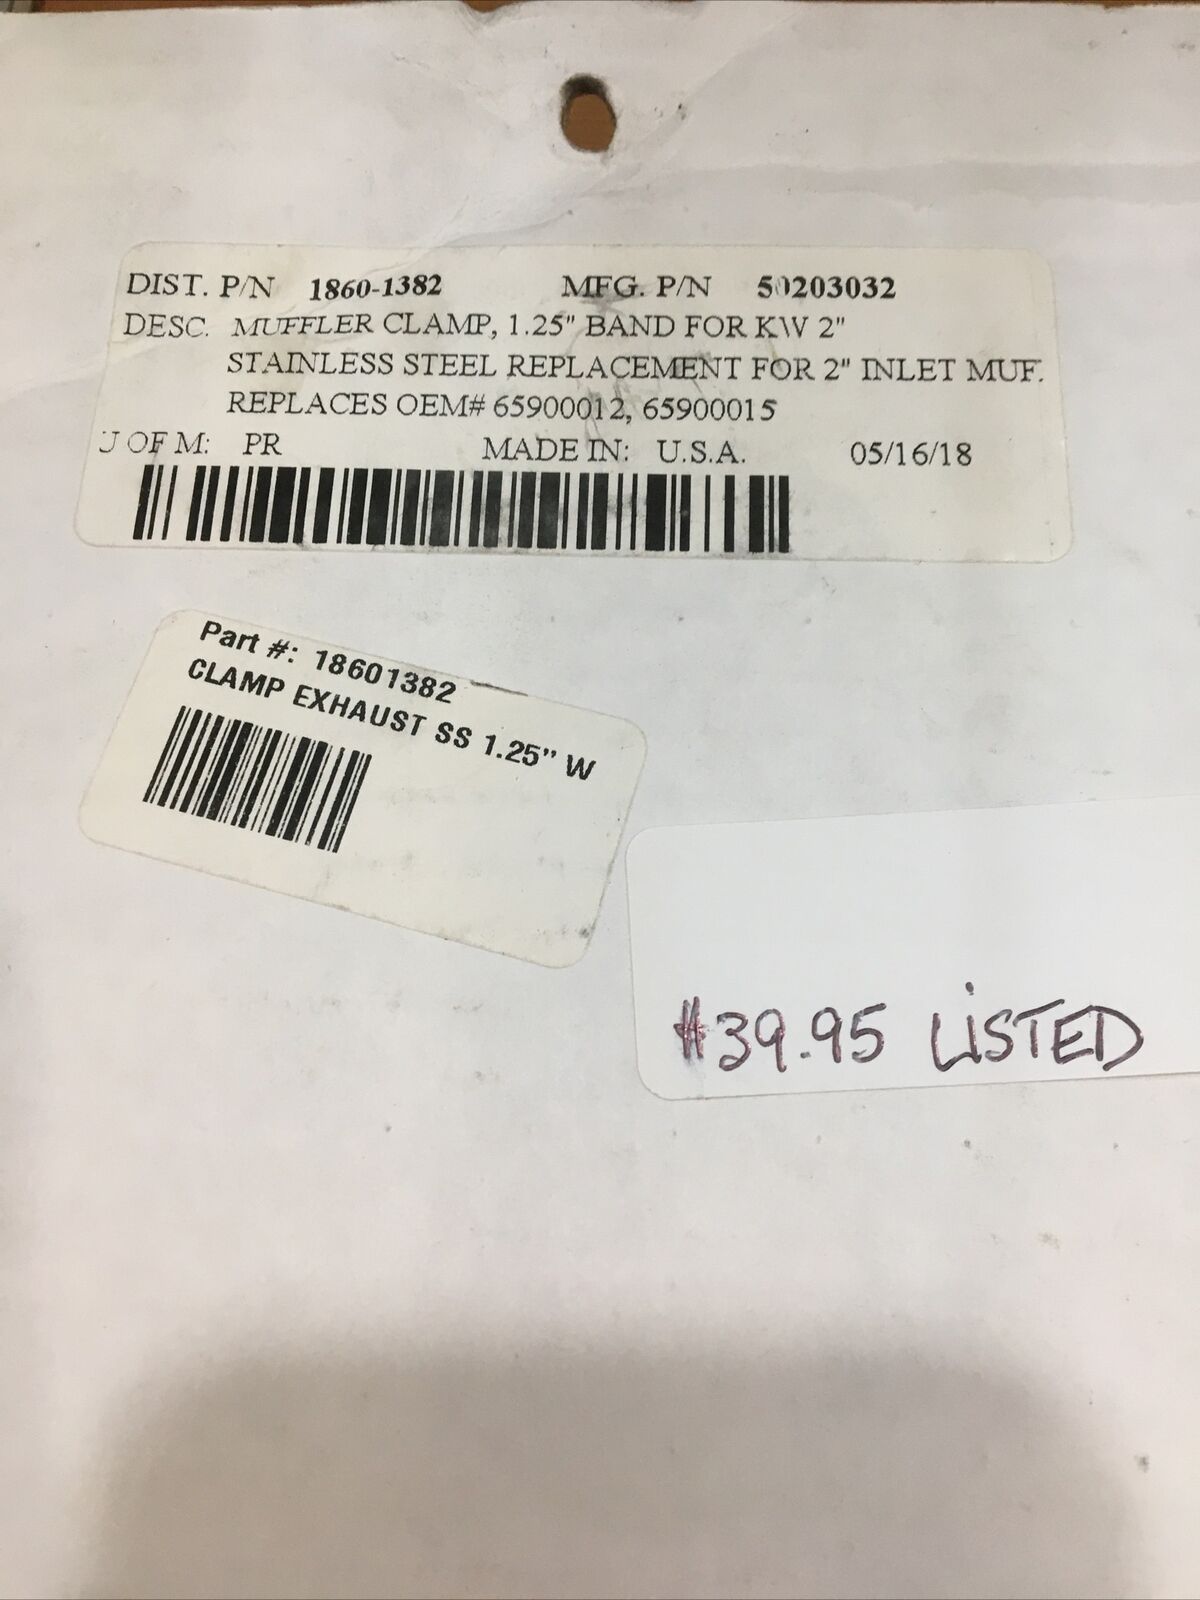 DIST. P/N 1860-1382 MFG. P/N 50203032
DESC. MUFFLER CLAMP, 1.25" BAND FOR KW 2"
STAINLESS STEEL REPLACEMENT FOR 2" INLET MUF.
REPLACES OEM# 65900012, 65900015
U OF M: PR MADE IN: U.S.A. 05/16/18
Part #: 18601382
CLAMP EXHAUST SS 1.25" W
$39.95 LISTED